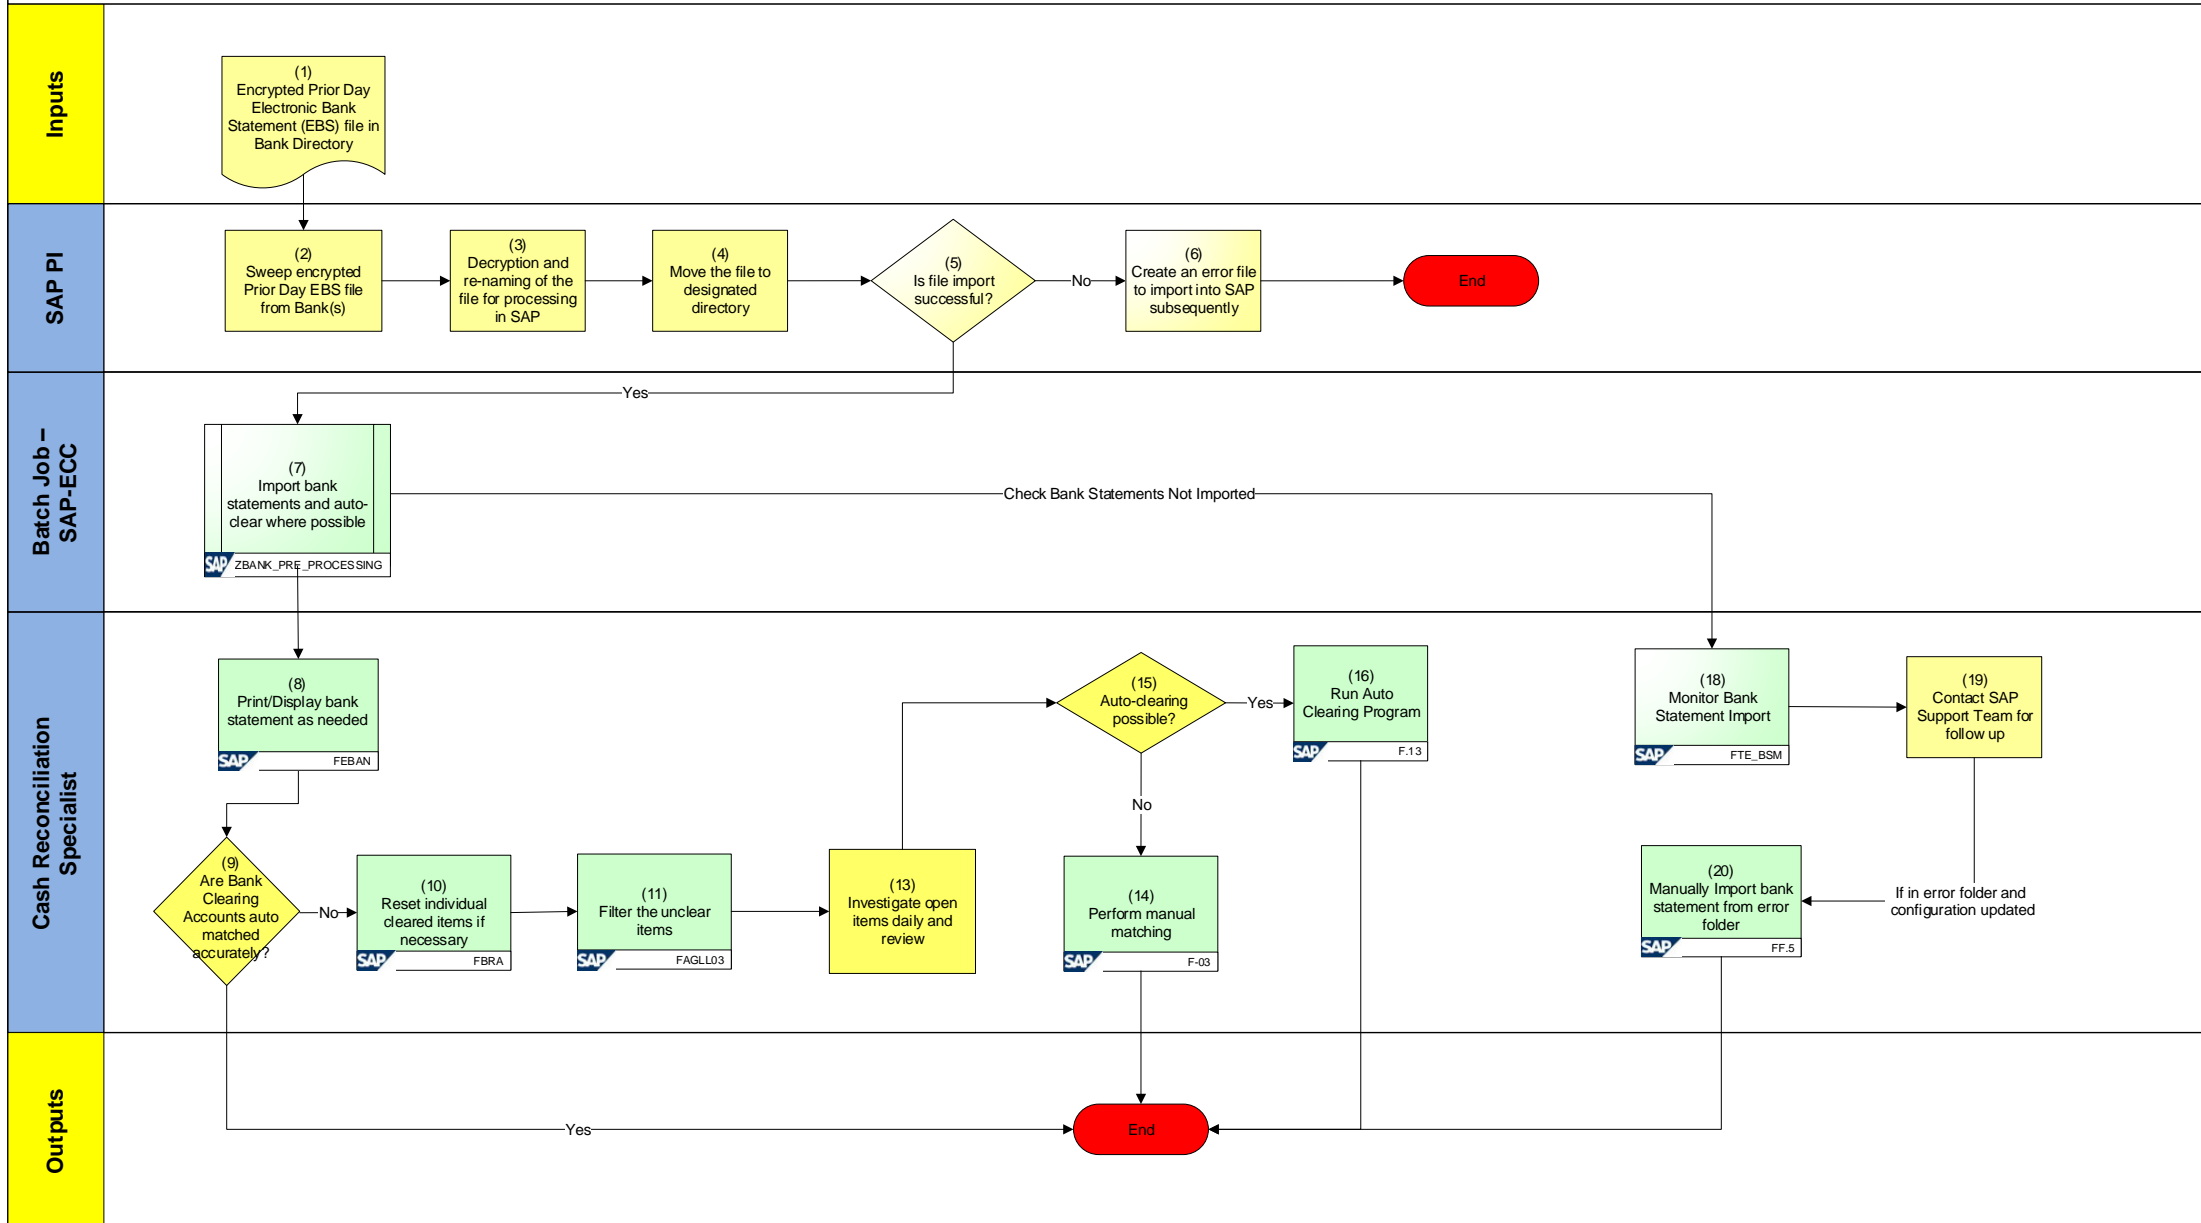 Inputs
(1)
Encrypted Prior Day
Electronic Bank
Statement (EBS) file in
Bank Directory
SAP PI
(2)
Sweep encrypted
Prior Day EBS file
from Bank(s)
(3)
Decryption and
re-naming of the
file for processing
in SAP
(4)
Move the file to
designated
directory
(5)
Is file import
successful?
No
(6)
Create an error file
to import into SAP
subsequently
End
Yes
Batch Job –
SAP-ECC
(7)
Import bank
statements and auto-
clear where possible
SAP
ZBANK_PRE_PROCESSING
Check Bank Statements Not Imported
Cash Reconciliation
Specialist
(8)
Print/Display bank
statement as needed
SAP
FEBAN
(9)
Are Bank
Clearing
Accounts auto
matched
accurately?
No
(10)
Reset individual
cleared items if
necessary
SAP
FBRA
(11)
Filter the unclear
items
SAP
FAGLL03
(13)
Investigate open
items daily and
review
(15)
Auto-clearing
possible?
Yes
No
(16)
Run Auto
Clearing Program
SAP
F.13
(14)
Perform manual
matching
SAP
F-03
(18)
Monitor Bank
Statement Import
SAP
FTE_BSM
(19)
Contact SAP
Support Team for
follow up
If in error folder and
configuration updated
(20)
Manually Import bank
statement from error
folder
SAP
FF.5
Outputs
Yes
End